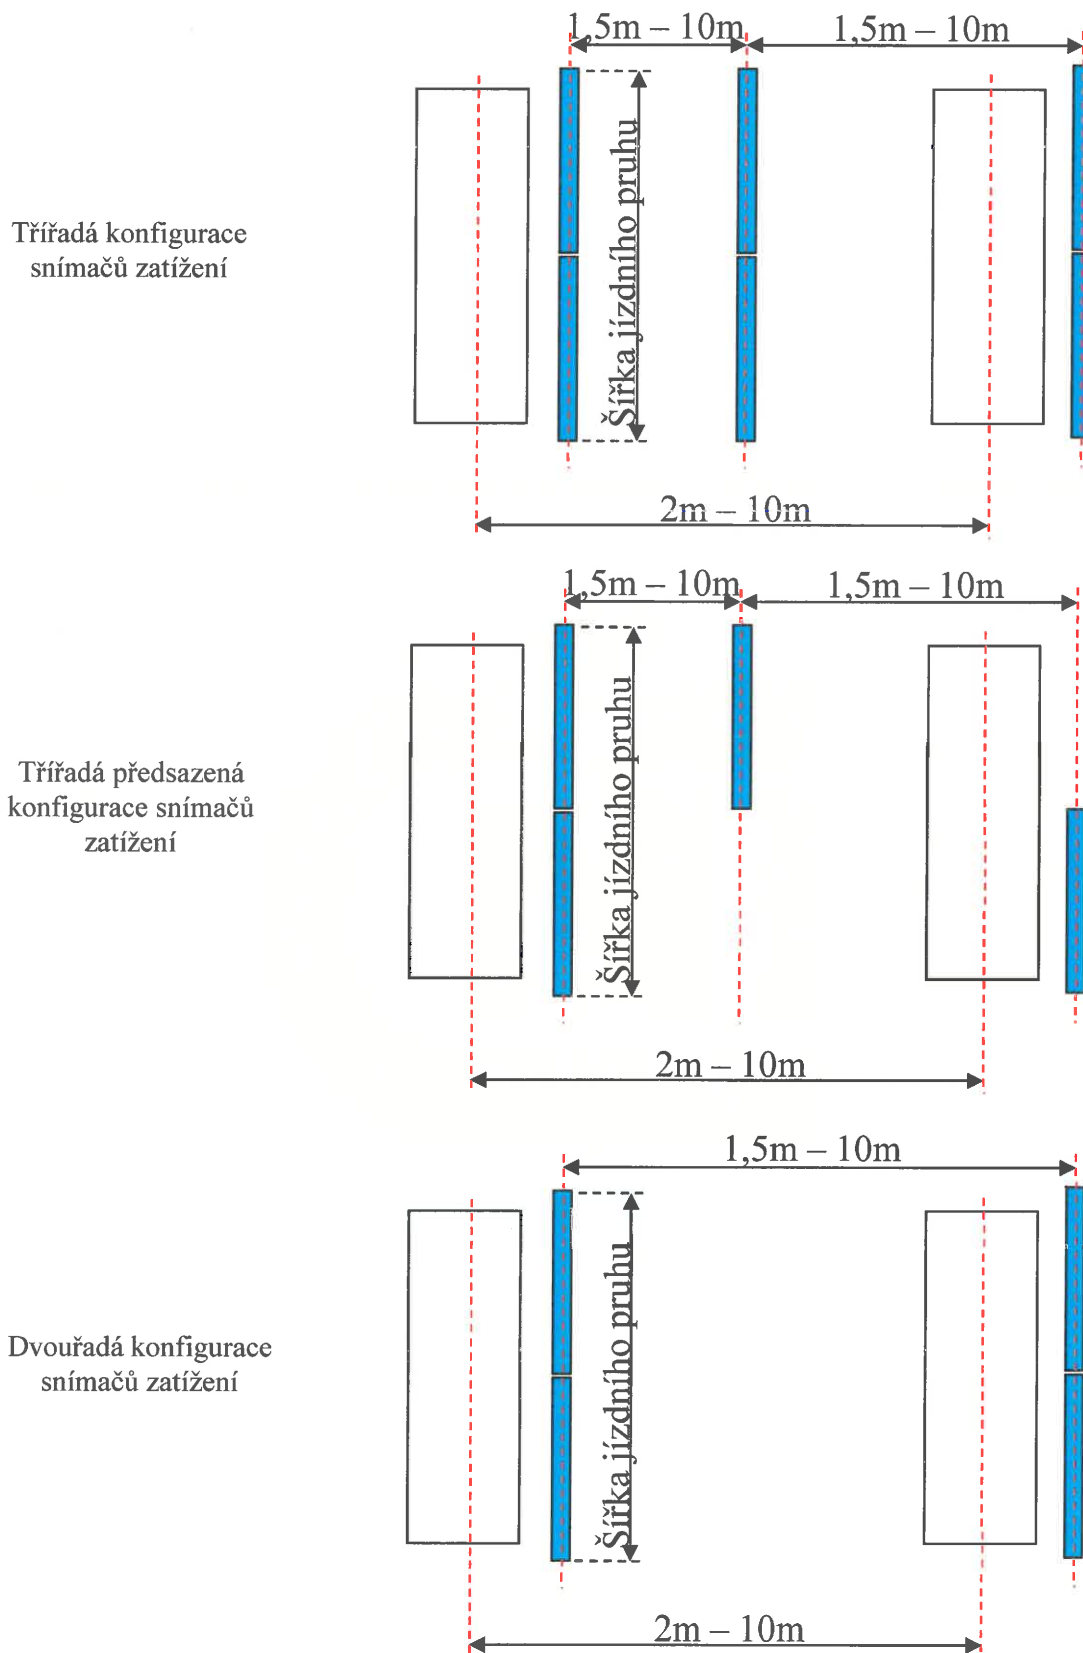 1,5m – 10m
1,5m – 10m
Třířadá konfigurace
snímačů zatížení
Šířka jízdního pruhu
2m – 10m
1,5m – 10m
1,5m – 10m
Třířadá předsazená
konfigurace snímačů
zatížení
Šířka jízdního pruhu
2m – 10m
1,5m – 10m
Dvouřadá konfigurace
snímačů zatížení
Šířka jízdního pruhu
2m – 10m